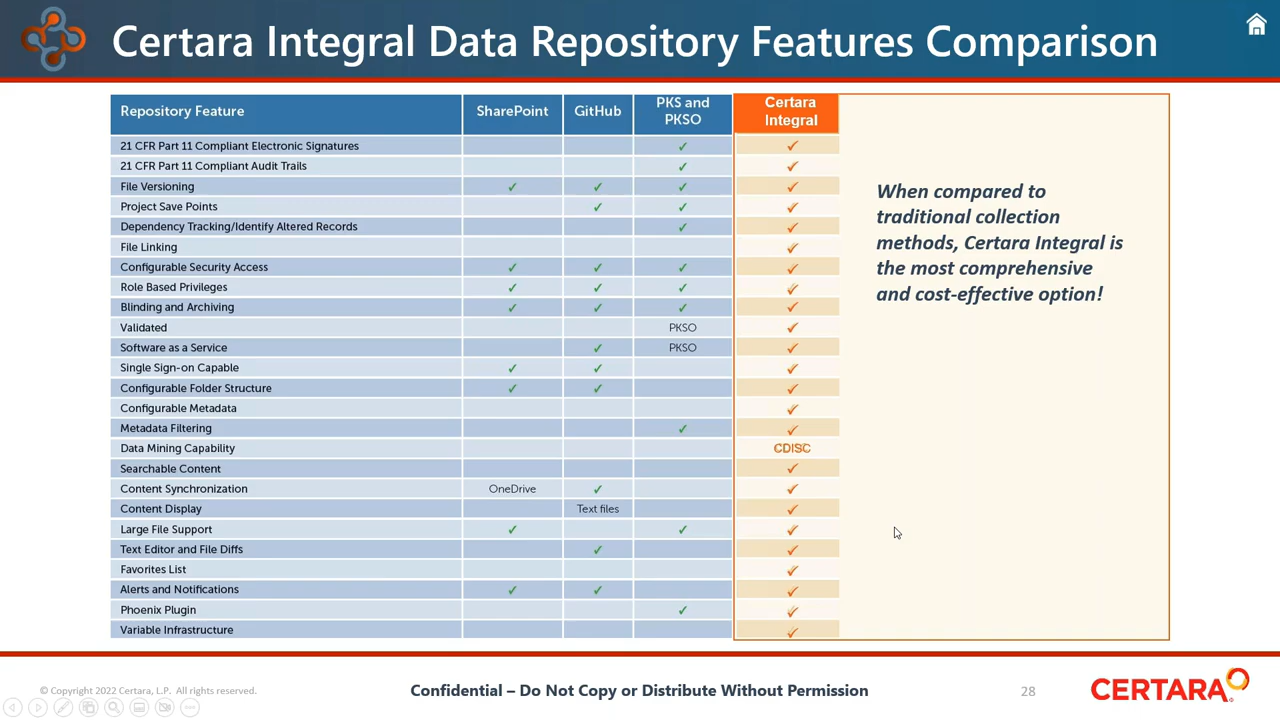 Certara Integral Data Repository Features Comparison
Repository Feature SharePoint GitHub PKS and PKSO Certara Integral
21 CFR Part 11 Compliant Electronic Signatures ✓ ✓
21 CFR Part 11 Compliant Audit Trails ✓ ✓
File Versioning ✓ ✓ ✓ ✓
Project Save Points ✓ ✓ ✓
Dependency Tracking/Identify Altered Records ✓ ✓
File Linking ✓
Configurable Security Access ✓ ✓ ✓ ✓
Role Based Privileges ✓ ✓ ✓ ✓
Blinding and Archiving ✓ ✓ ✓ ✓
Validated PKSO ✓
Software as a Service ✓ PKSO ✓
Single Sign-on Capable ✓ ✓ ✓
Configurable Folder Structure ✓ ✓ ✓
Configurable Metadata ✓
Metadata Filtering ✓ ✓
Data Mining Capability CDISC
Searchable Content ✓
Content Synchronization OneDrive ✓ ✓
Content Display Text files ✓
Large File Support ✓ ✓ ✓
Text Editor and File Diffs ✓ ✓
Favorites List ✓
Alerts and Notifications ✓ ✓ ✓
Phoenix Plugin ✓ ✓
Variable Infrastructure ✓
When compared to
traditional collection
methods, Certara Integral is
the most comprehensive
and cost-effective option!
© Copyright 2022 Certara, L.P. All rights reserved.
Confidential – Do Not Copy or Distribute Without Permission
28
CERTARA